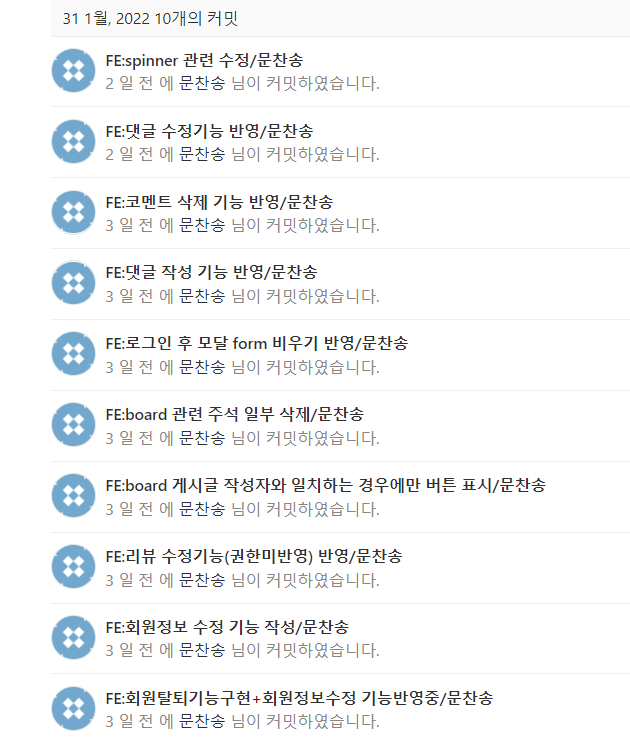 31 1월, 2022 10개의 커밋
FE:spinner 관련 수정/문찬송
2 일 전 에 문찬송 님이 커밋하였습니다.
FE:댓글 수정기능 반영/문찬송
2 일 전 에 문찬송 님이 커밋하였습니다.
FE:코멘트 삭제 기능 반영/문찬송
3 일 전 에 문찬송 님이 커밋하였습니다.
FE:댓글 작성 기능 반영/문찬송
3 일 전 에 문찬송 님이 커밋하였습니다.
FE:로그인 후 모달 form 비우기 반영/문찬송
3 일 전 에 문찬송 님이 커밋하였습니다.
FE:board 관련 주석 일부 삭제/문찬송
3 일 전 에 문찬송 님이 커밋하였습니다.
FE:board 게시글 작성자와 일치하는 경우에만 버튼 표시/문찬송
3 일 전 에 문찬송 님이 커밋하였습니다.
FE:리뷰 수정기능(권한미반영) 반영/문찬송
3 일 전 에 문찬송 님이 커밋하였습니다.
FE:회원정보 수정 기능 작성/문찬송
3 일 전 에 문찬송 님이 커밋하였습니다.
FE:회원탈퇴기능구현+회원정보수정 기능반영중/문찬송
3 일 전 에 문찬송 님이 커밋하였습니다.